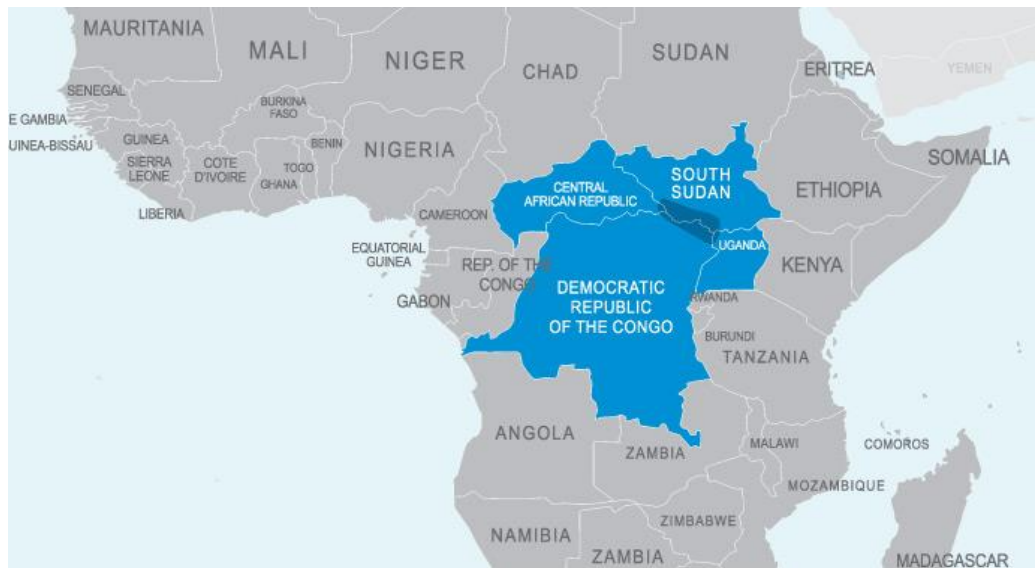 MAURITANIA
MALI
NIGER
CHAD
SUDAN
ERITREA
YEMEN
SENEGAL
E GAMBIA
GUINEA
UINEA-BISSAU
BURKINA
FASO
BENIN
NIGERIA
SIERRA
LEONE
COTE
D'IVOIRE
TOGO
GHANA
LIBERIA
SOMALIA
SOUTH
SUDAN
ETHIOPIA
CENTRAL
AFRICAN REPUBLIC
CAMEROON
EQUATORIAL
GUINEA
UGANDA
KENYA
REP. OF THE
CONGO
GABON
DEMOCRATIC
REPUBLIC
OF THE CONGO
RWANDA
BURUNDI
TANZANIA
ANGOLA
ZAMBIA
MALAWI
COMOROS
MOZAMBIQUE
NAMIBIA
ZIMBABWE
ZAMBIA
MADAGASCAR